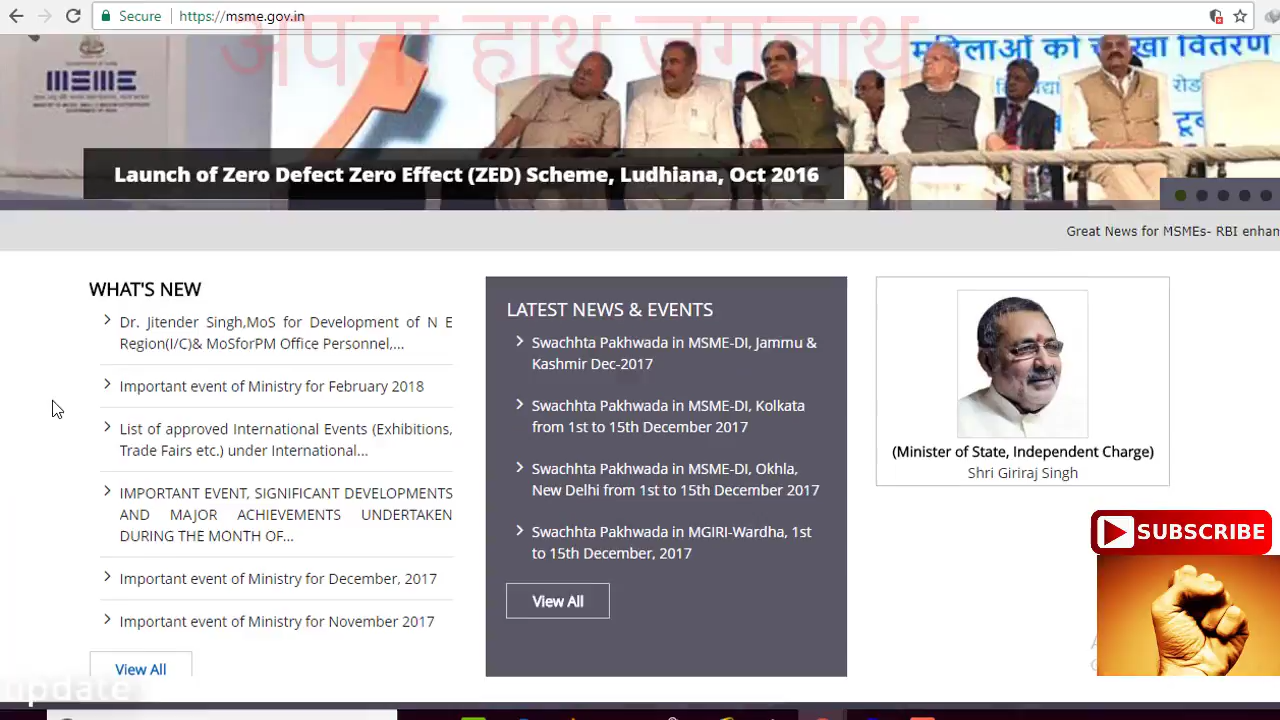 Secure
https://msme.gov.in
अपना हाथ जगन्नाथ
msme
महिलाओं को चरखा वितरण
रोड
Launch of Zero Defect Zero Effect (ZED) Scheme, Ludhiana, Oct 2016
Great News for MSMEs- RBI enhan
WHAT'S NEW
Dr. Jitender Singh,MoS for Development of N E
Region(I/C)& MoSforPM Office Personnel,...
Important event of Ministry for February 2018
List of approved International Events (Exhibitions,
Trade Fairs etc.) under International...
IMPORTANT EVENT, SIGNIFICANT DEVELOPMENTS
AND MAJOR ACHIEVEMENTS UNDERTAKEN
DURING THE MONTH OF...
Important event of Ministry for December, 2017
Important event of Ministry for November 2017
View All
LATEST NEWS & EVENTS
Swachhta Pakhwada in MSME-DI, Jammu &
Kashmir Dec-2017
Swachhta Pakhwada in MSME-DI, Kolkata
from 1st to 15th December 2017
Swachhta Pakhwada in MSME-DI, Okhla,
New Delhi from 1st to 15th December 2017
Swachhta Pakhwada in MGIRI-Wardha, 1st
to 15th December, 2017
View All
(Minister of State, Independent Charge)
Shri Giriraj Singh
SUBSCRIBE
update